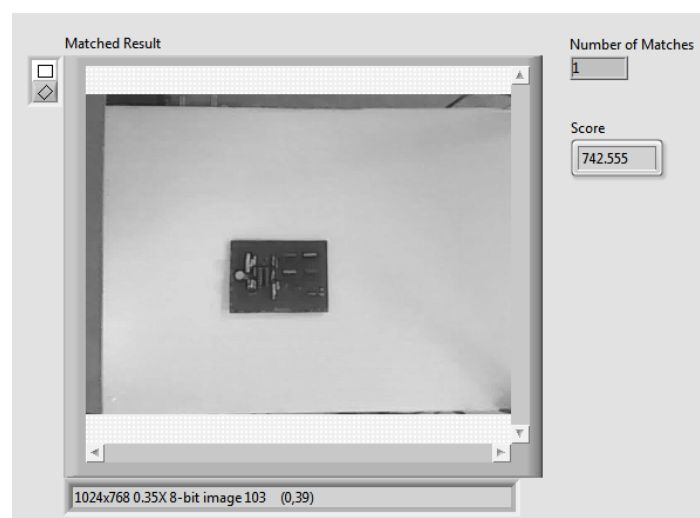 Matched Result
Number of Matches
1
Score
742.555
1024x768 0.35X 8-bit image 103    (0,39)